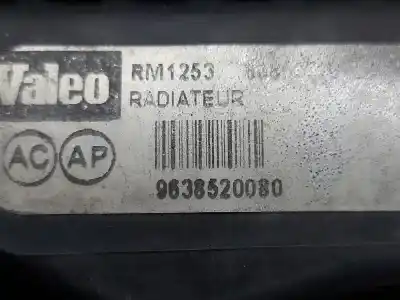 Valeo
RM1253
RADIATEUR
AC AP
9638520080